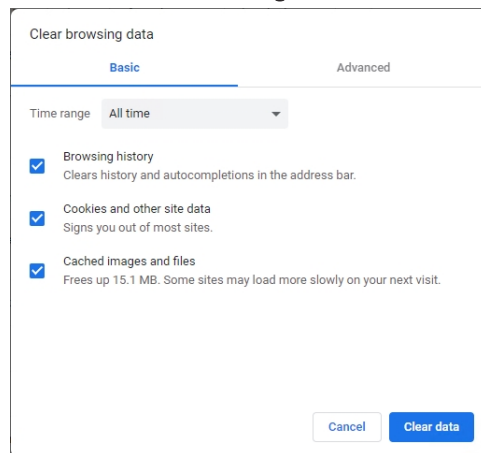 Clear browsing data
Basic
Advanced
Time range
All time
Browsing history
Clears history and autocompletions in the address bar.
Cookies and other site data
Signs you out of most sites.
Cached images and files
Frees up 15.1 MB. Some sites may load more slowly on your next visit.
Cancel
Clear data